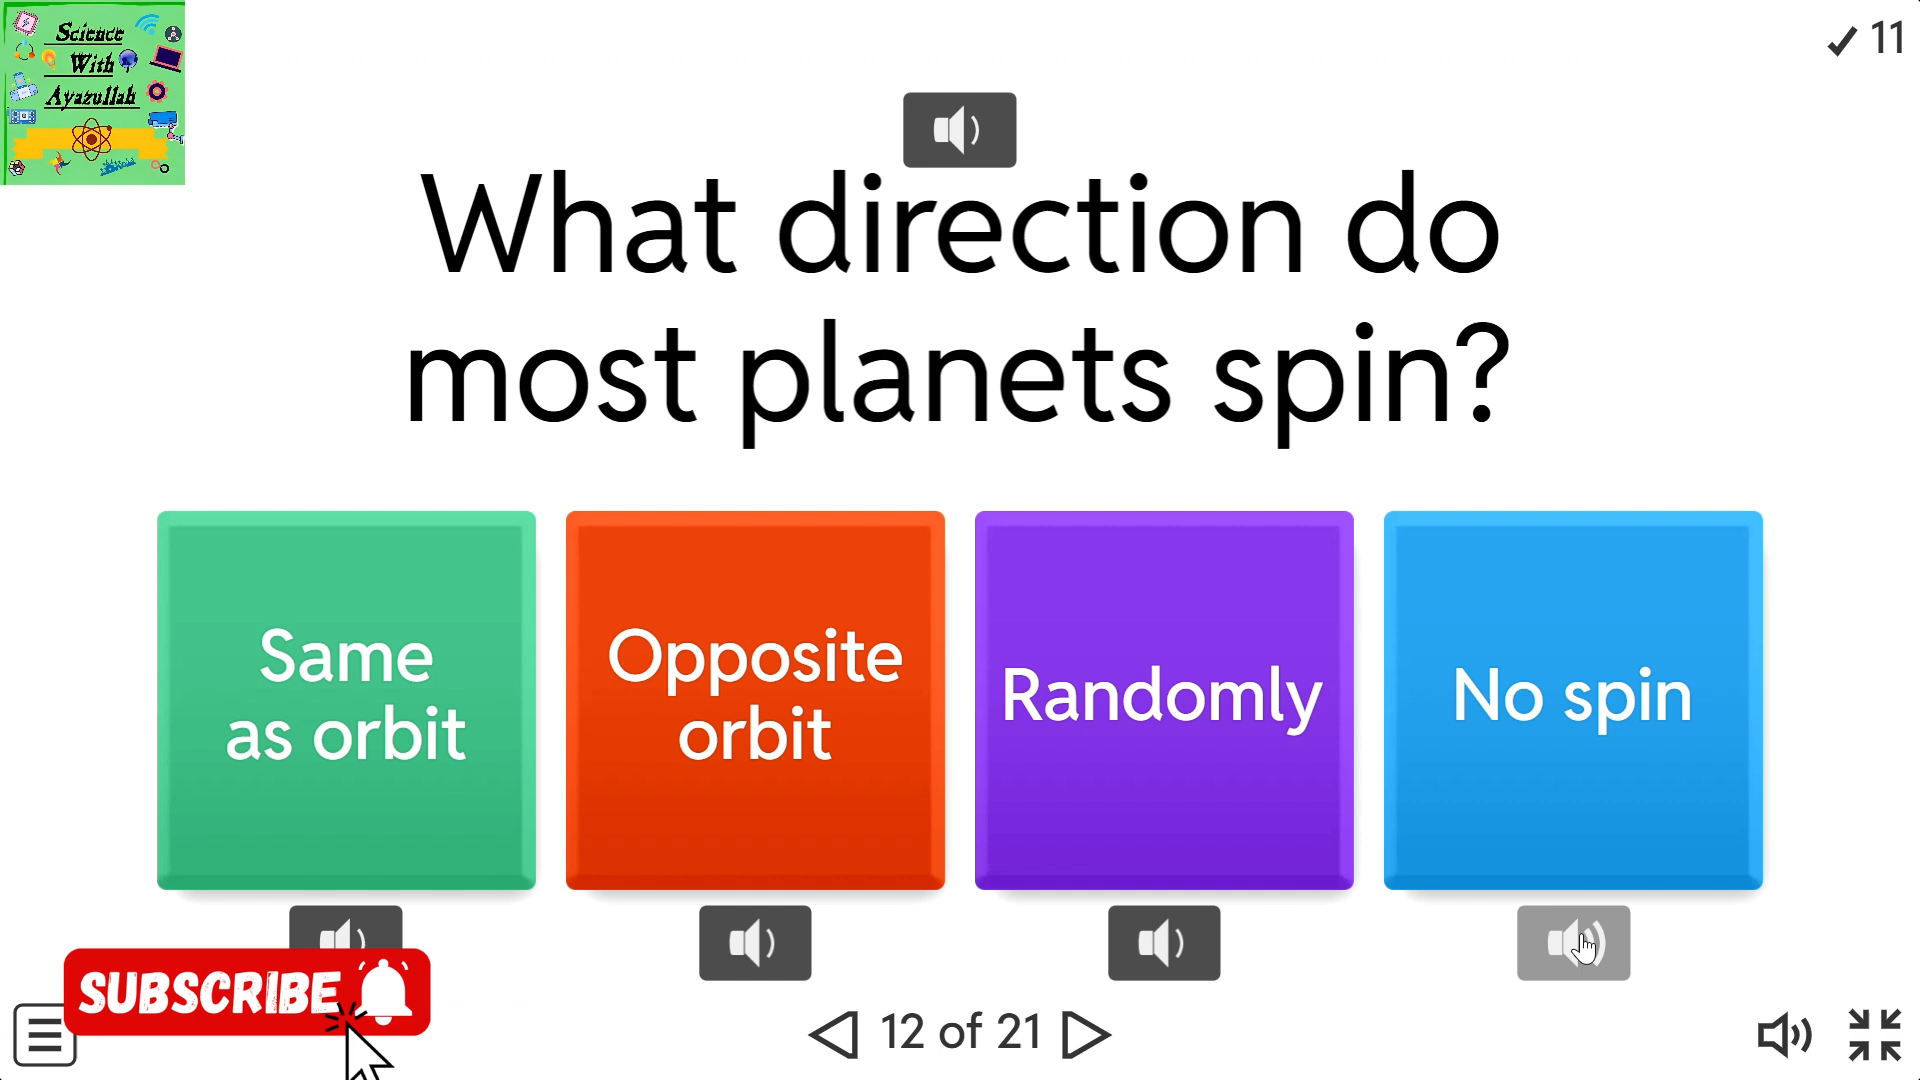 Science
With
Ayazullah
11
What direction do
most planets spin?
Same
as orbit
Opposite
orbit
Randomly
No spin
SUBSCRIBE
12 of 21